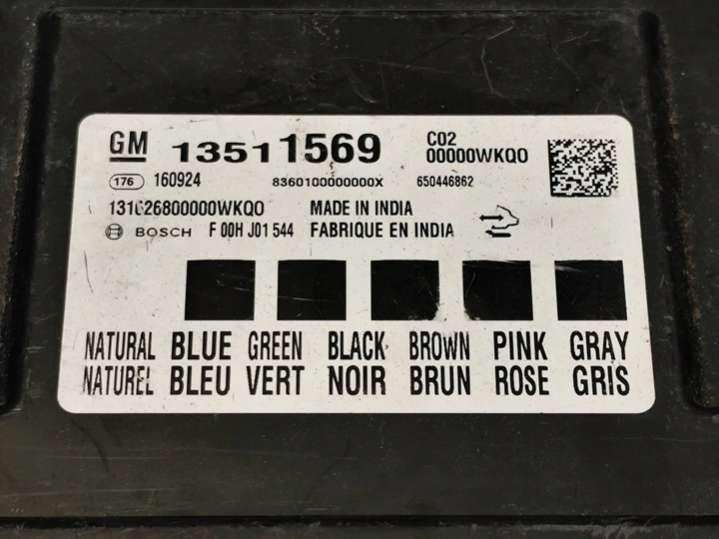 GM 13511569 C02
00000WKQ0
176 160924 8360100000000X 650446862
131626800000WKQ0 MADE IN INDIA
BOSCH F 00H J01 544 FABRIQUE EN INDIA
NATURAL BLUE GREEN BLACK BROWN PINK GRAY
NATUREL BLEU VERT NOIR BRUN ROSE GRIS